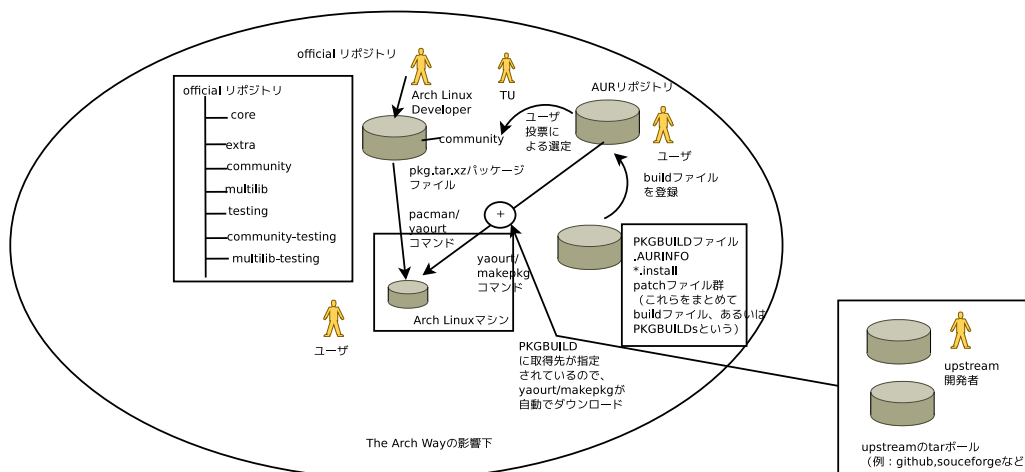 official リポジトリ
core
extra
community
multilib
testing
community-testing
multilib-testing
official リポジトリ
Arch Linux
Developer
TU
community
ユーザ
投票に
よる選定
AURリポジトリ
ユーザ
buildファイル
を登録
pkg.tar.xzパッケージ
ファイル
pacman/
yaourt
コマンド
+
yaourt/
makepkg
コマンド
Arch Linuxマシン
ユーザ
PKGBUILDファイル
.AURINFO
*.install
patchファイル群
（これらをまとめて
buildファイル、あるいは
PKGBUILDsという）
PKGBUILD
に取得先が指定
されているので、
yaourt/makepkgが
自動でダウンロード
The Arch Wayの影響下
upstream
開発者
upstreamのtarボール
（例：github,souceforgeなど